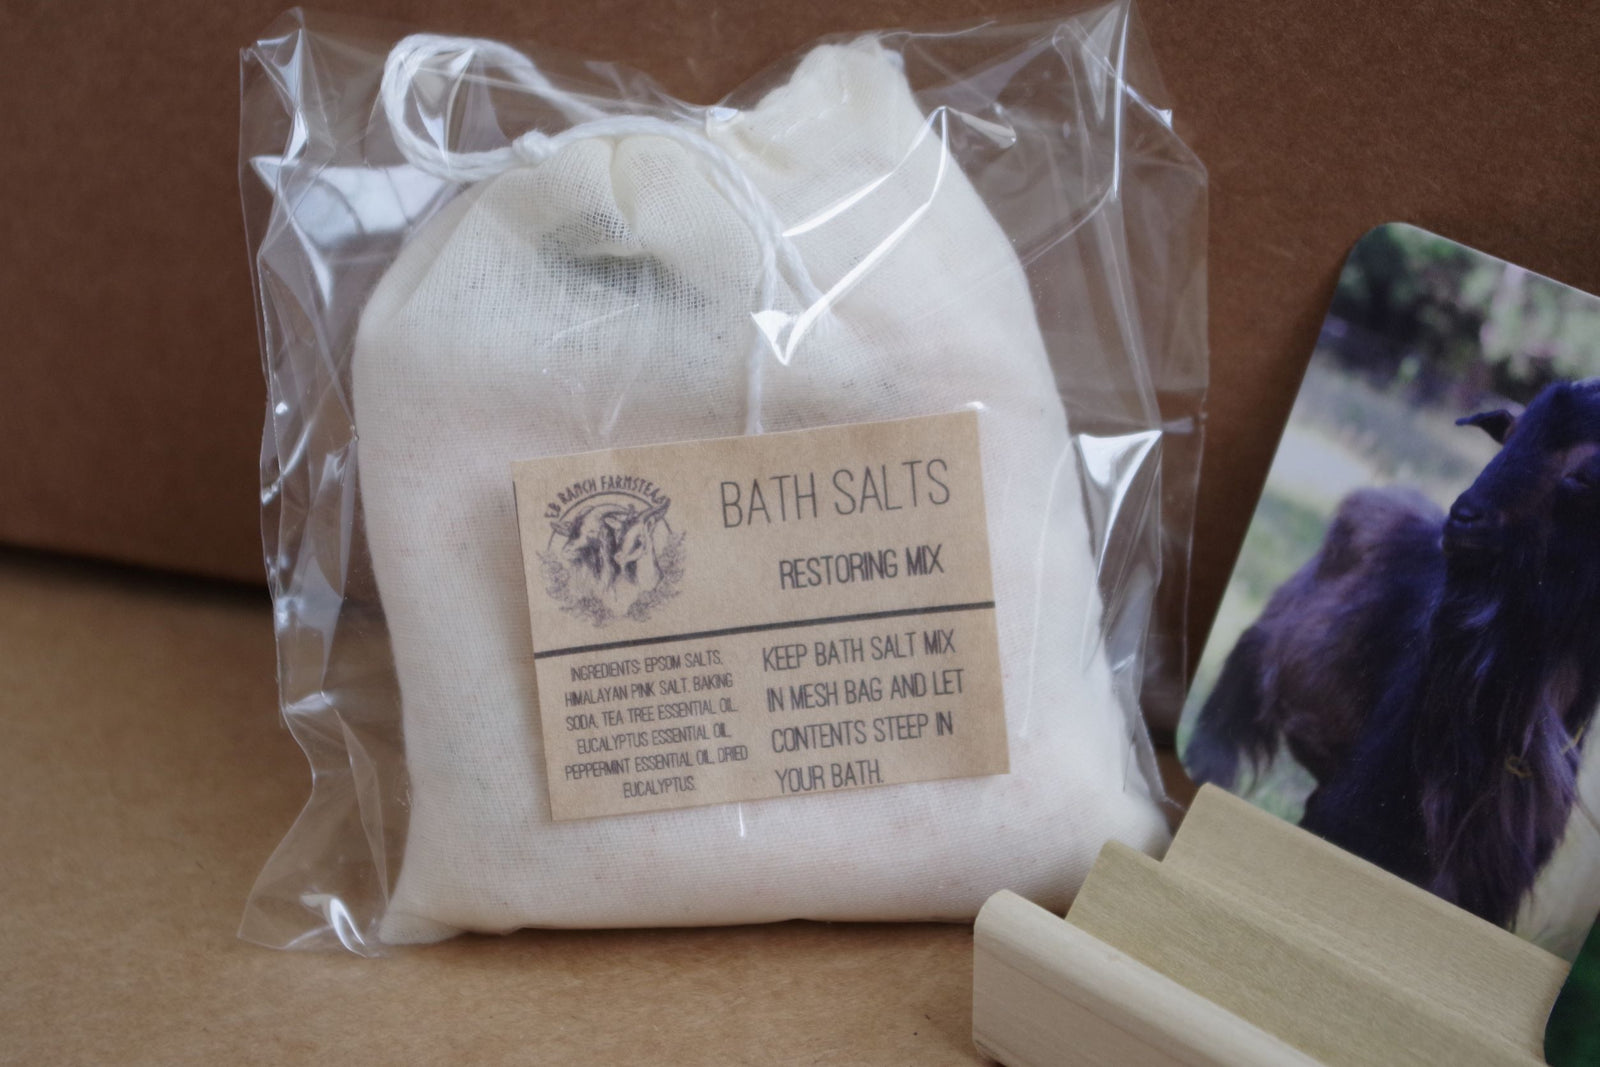 EB RANCH FARMSTEAD
BATH SALTS
RESTORING MIX
INGREDIENTS: EPSOM SALTS,
HIMALAYAN PINK SALT, BAKING
SODA, TEA TREE ESSENTIAL OIL,
EUCALYPTUS ESSENTIAL OIL,
PEPPERMINT ESSENTIAL OIL, DRIED
EUCALYPTUS.
KEEP BATH SALT MIX
IN MESH BAG AND LET
CONTENTS STEEP IN
YOUR BATH.